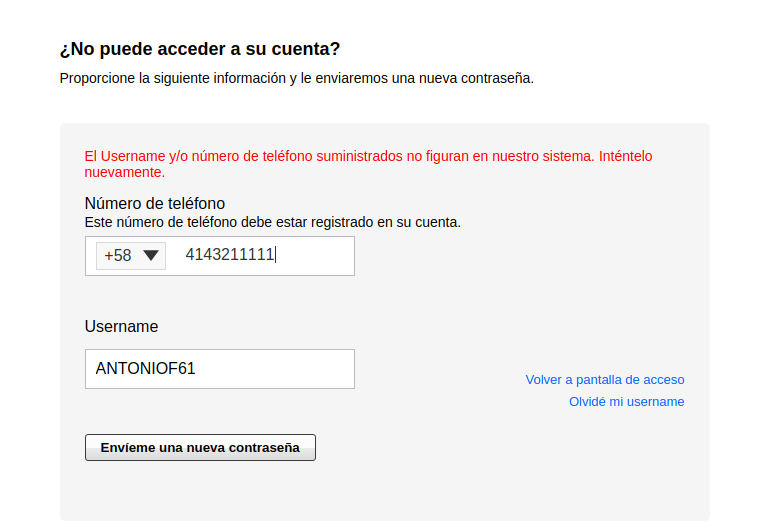 ¿No puede acceder a su cuenta?
Proporcione la siguiente información y le enviaremos una nueva contraseña.
El Username y/o número de teléfono suministrados no figuran en nuestro sistema. Inténtelo
nuevamente.
Número de teléfono
Este número de teléfono debe estar registrado en su cuenta.
+58 4143211111
Username
ANTONIOF61
Volver a pantalla de acceso
Olvidé mi username
Envíeme una nueva contraseña